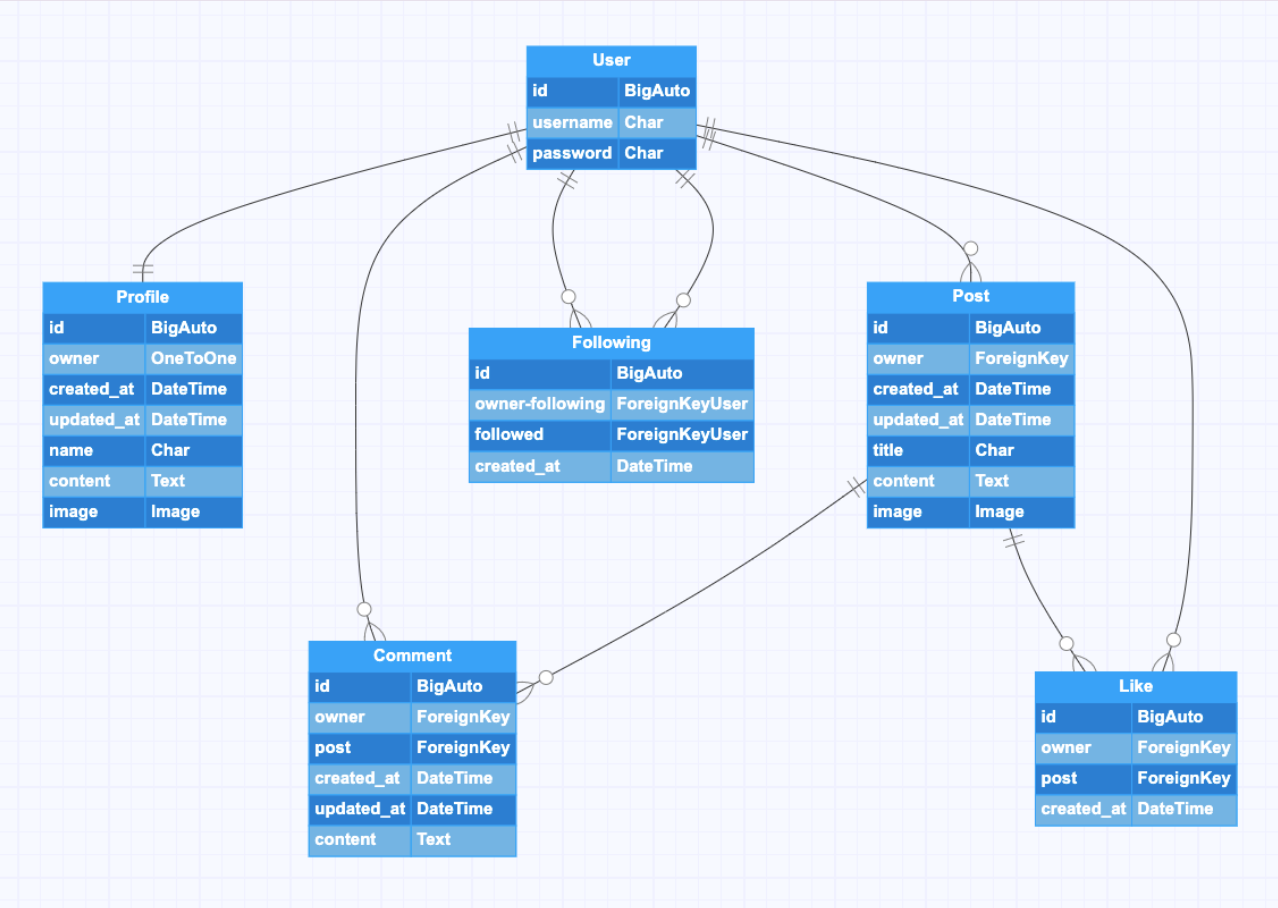 User
id BigAuto
username Char
password Char
Profile
id BigAuto
owner OneToOne
created_at DateTime
updated_at DateTime
name Char
content Text
image Image
Following
id BigAuto
owner-following ForeignKeyUser
followed ForeignKeyUser
created_at DateTime
Post
id BigAuto
owner ForeignKey
created_at DateTime
updated_at DateTime
title Char
content Text
image Image
Comment
id BigAuto
owner ForeignKey
post ForeignKey
created_at DateTime
updated_at DateTime
content Text
Like
id BigAuto
owner ForeignKey
post ForeignKey
created_at DateTime